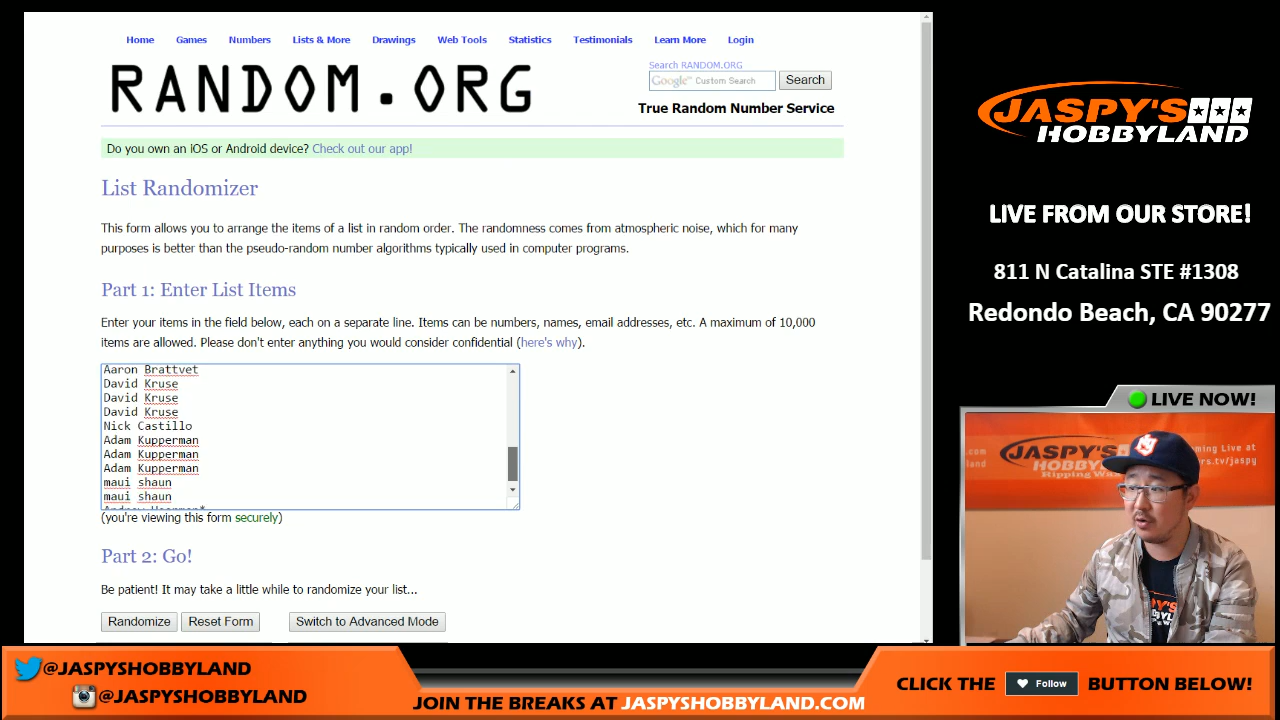 Home Games Numbers Lists & More Drawings Web Tools Statistics Testimonials Learn More Login
RANDOM.ORG
Search RANDOM.ORG
Google™ Custom Search Search
True Random Number Service
Do you own an iOS or Android device? Check out our app!
List Randomizer
This form allows you to arrange the items of a list in random order. The randomness comes from atmospheric noise, which for many
purposes is better than the pseudo-random number algorithms typically used in computer programs.
Part 1: Enter List Items
Enter your items in the field below, each on a separate line. Items can be numbers, names, email addresses, etc. A maximum of 10,000
items are allowed. Please don't enter anything you would consider confidential (here's why).
Aaron Brattvet
David Kruse
David Kruse
David Kruse
Nick Castillo
Adam Kupperman
Adam Kupperman
Adam Kupperman
maui shaun
maui shaun
(you're viewing this form securely)
Part 2: Go!
Be patient! It may take a little while to randomize your list...
Randomize Reset Form Switch to Advanced Mode
JASPY'S
HOBBYLAND
LIVE FROM OUR STORE!
811 N Catalina STE #1308
Redondo Beach, CA 90277
LIVE NOW!
JASPY'S
@JASPYSHOBBYLAND
@JASPYSHOBBYLAND
JOIN THE BREAKS AT JASPYSHOBBYLAND.COM
CLICK THE Follow BUTTON BELOW!